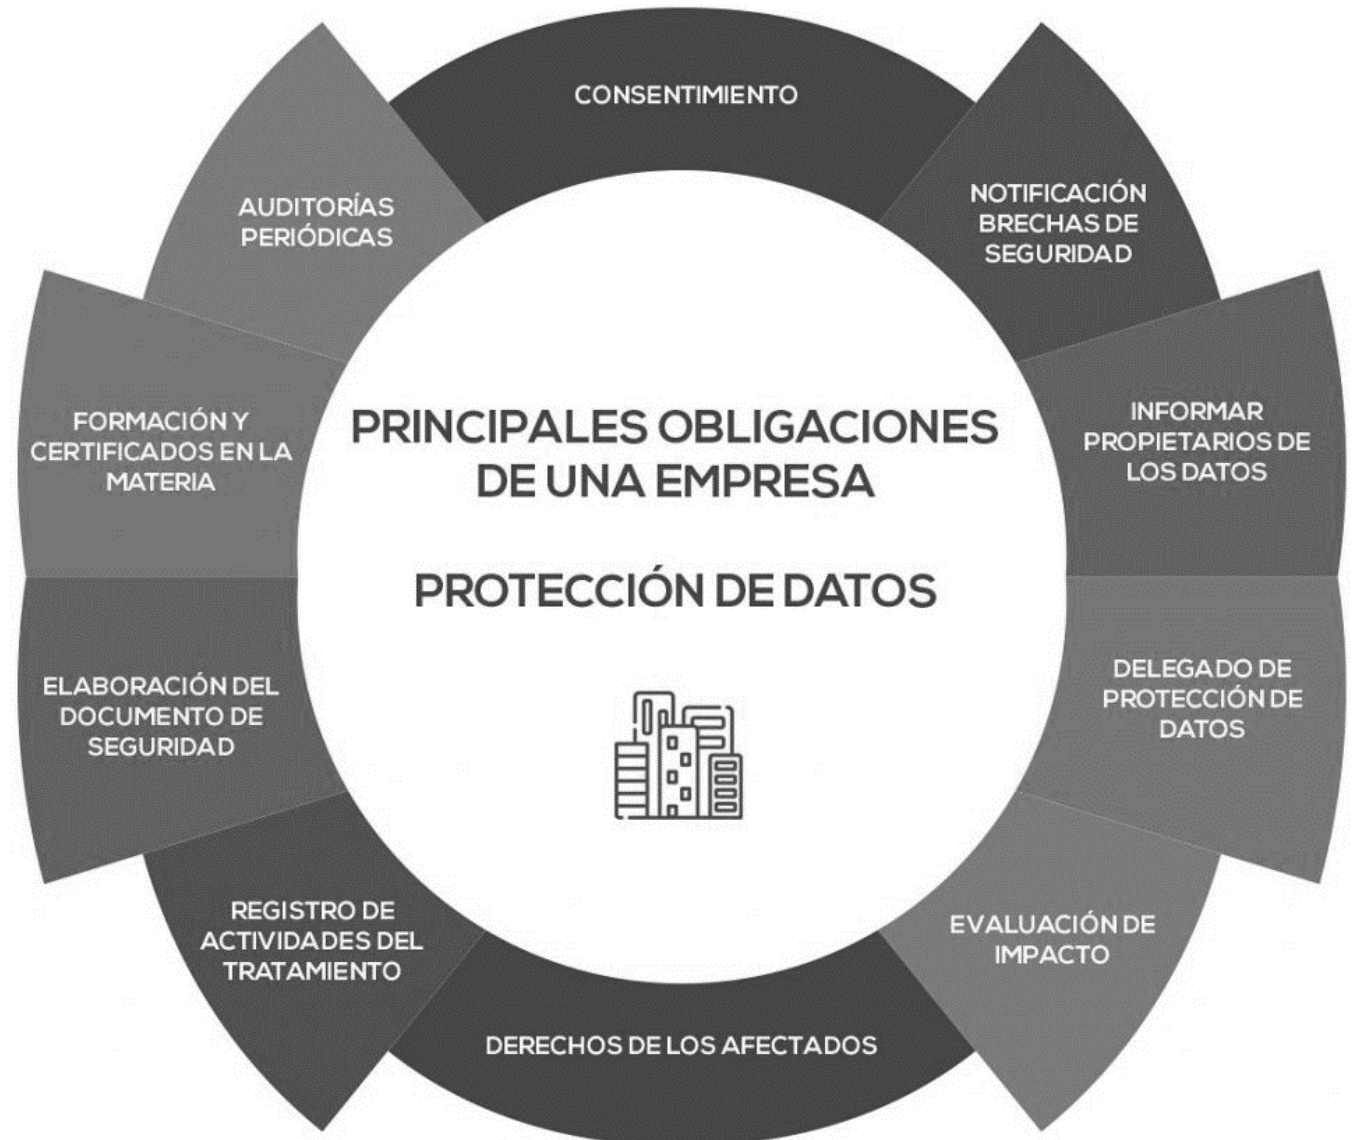 PRINCIPALES OBLIGACIONES
DE UNA EMPRESA
PROTECCIÓN DE DATOS
CONSENTIMIENTO
NOTIFICACIÓN
BRECHAS DE
SEGURIDAD
INFORMAR
PROPIETARIOS DE
LOS DATOS
DELEGADO DE
PROTECCIÓN DE
DATOS
EVALUACIÓN DE
IMPACTO
DERECHOS DE LOS AFECTADOS
REGISTRO DE
ACTIVIDADES DEL
TRATAMIENTO
ELABORACIÓN DEL
DOCUMENTO DE
SEGURIDAD
FORMACIÓN Y
CERTIFICADOS EN LA
MATERIA
AUDITORÍAS
PERIÓDICAS